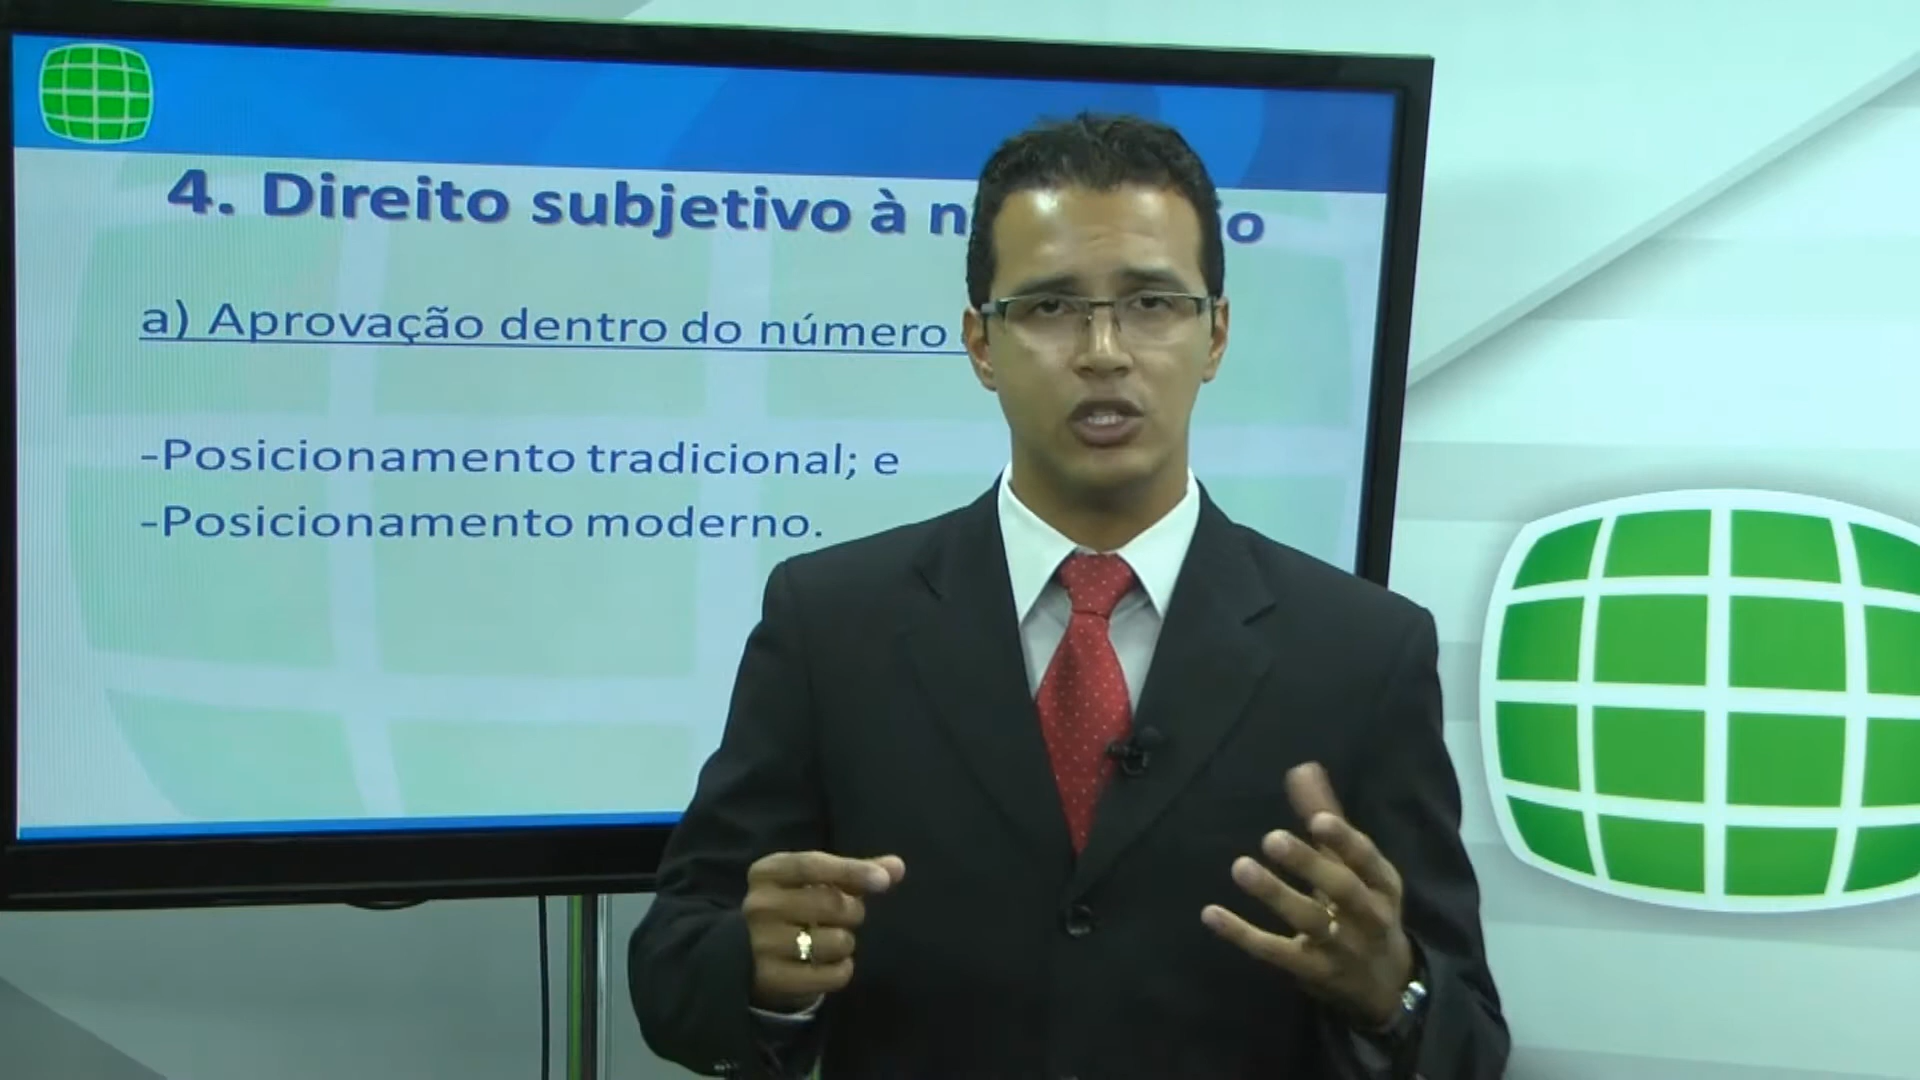 4. Direito subjetivo à
a) Aprovação dentro do número
-Posicionamento tradicional; e
-Posicionamento moderno.